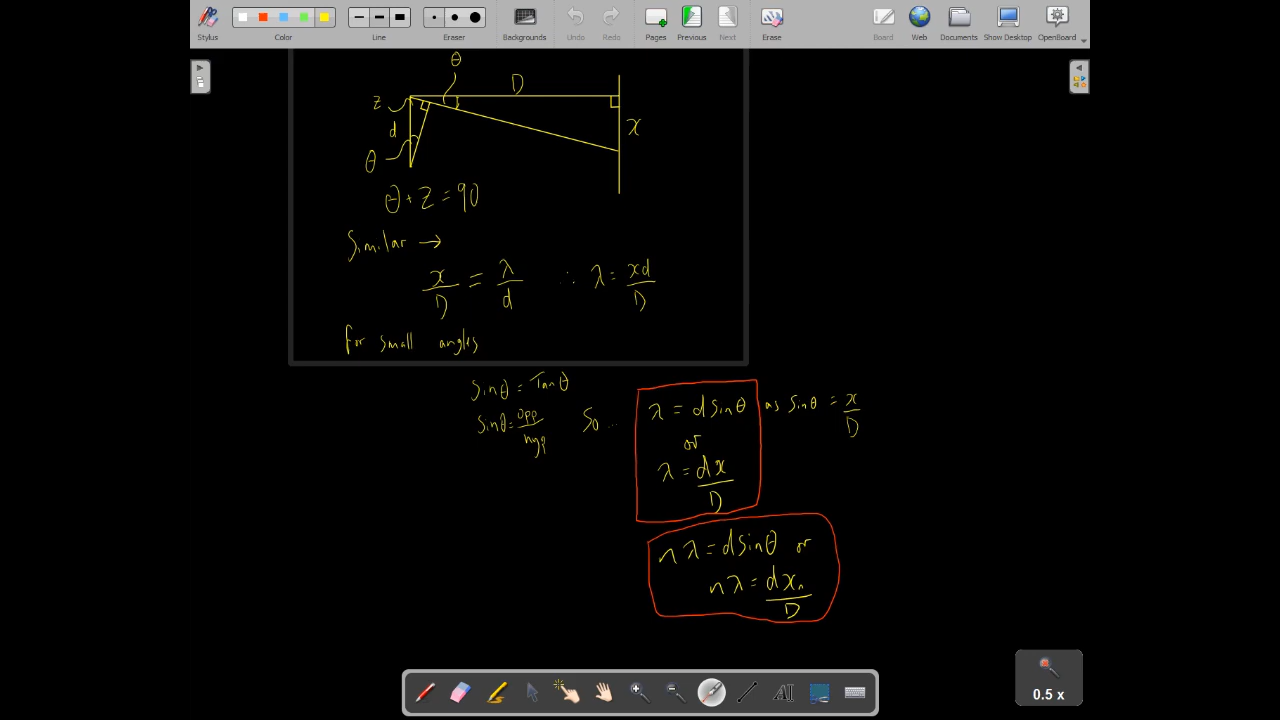 Stylus Color Line Eraser Backgrounds Undo Redo Pages Previous Next Erase Board Web Documents Show Desktop OpenBoard
θ
D
z
d
x
θ
θ + z = 90
Similar →
x/D = λ/d ∴ λ = xd/D
For small angles
Sinθ = Tanθ
Sinθ = opp/hyp So ...
λ = dSinθ as Sinθ = x/D
or
λ = dx/D
nλ = dSinθ or
nλ = dxₙ/D
0.5 x